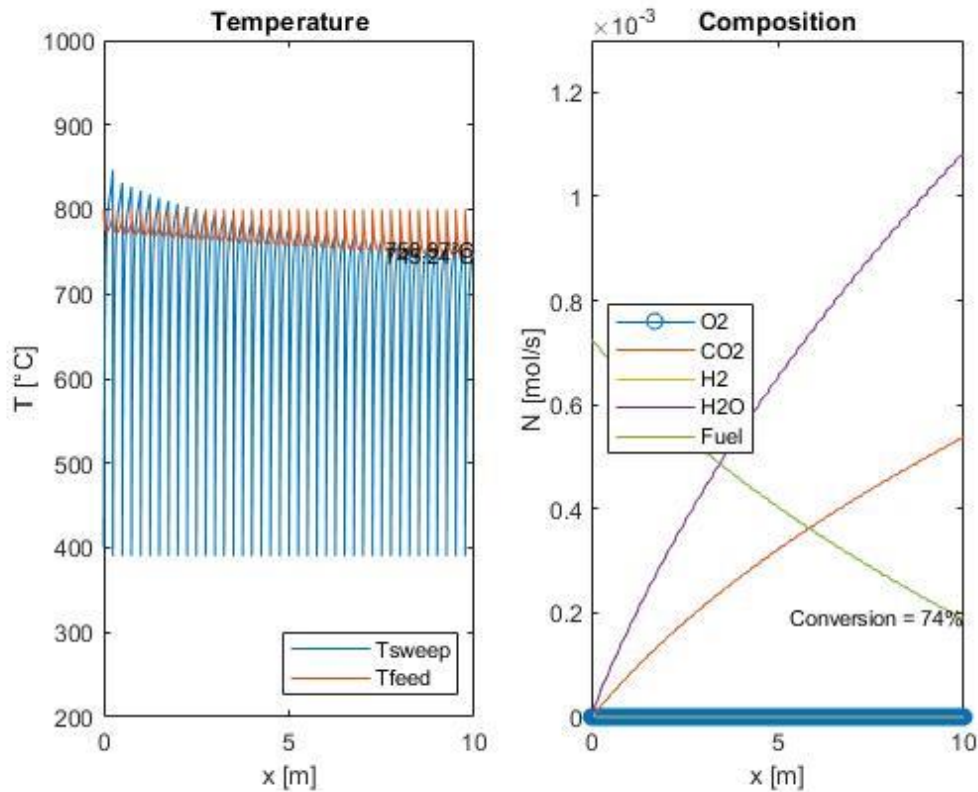 Temperature
1000
900
800
700
600
500
400
300
200
T [°C]
0
5
10
x [m]
Tsweep
Tfeed
Composition
×10-3
1.2
1
0.8
0.6
0.4
0.2
0
N [mol/s]
O2
CO2
H2
H2O
Fuel
Conversion = 74%
0
5
10
x [m]